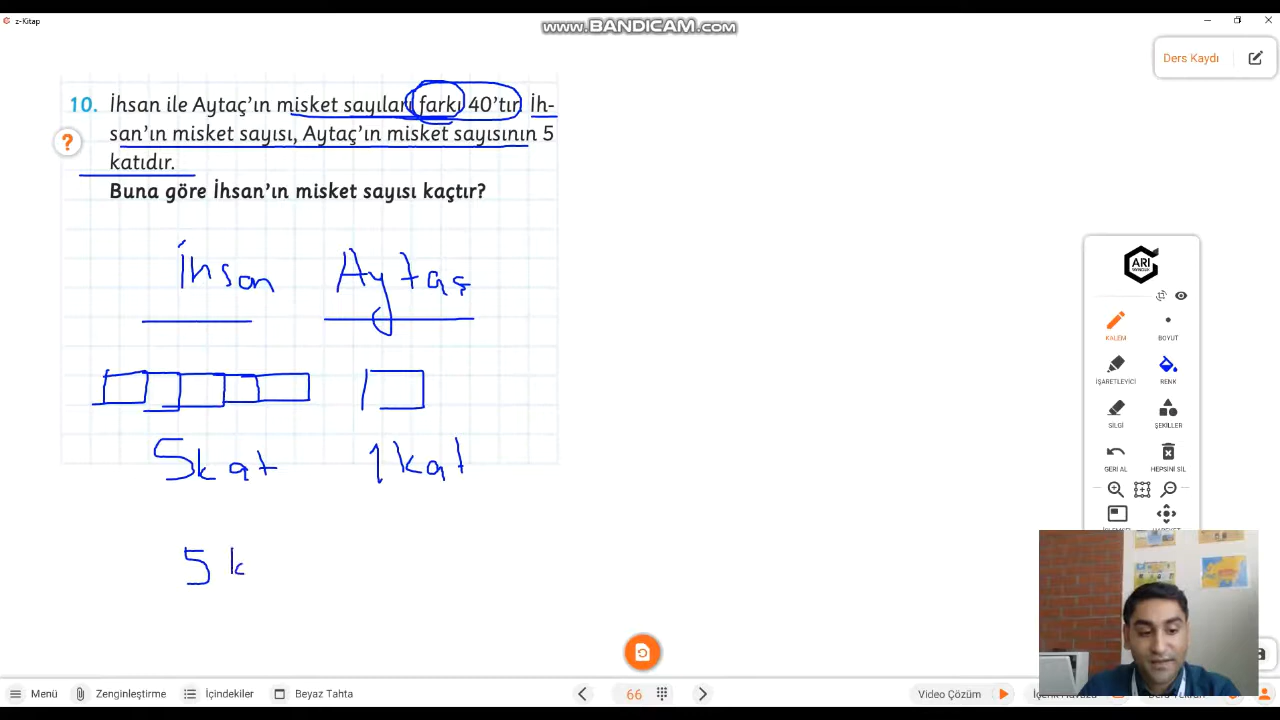 z-Kitap
www.BANDICAM.com
Ders Kaydı
10. İhsan ile Aytaç'ın misket sayıları farkı 40'tır. İh-
san'ın misket sayısı, Aytaç'ın misket sayısının 5
katıdır.
?
Buna göre İhsan'ın misket sayısı kaçtır?
İhsan Aytaç
5kat 1kat
5 k
ARI
KALEM BOYUT
İŞARETLEYİCİ RENK
SİLGİ ŞEKİLLER
GERİ AL HEPSİNİ SİL
Menü Zenginleştirme İçindekiler Beyaz Tahta 66 Video Çözüm